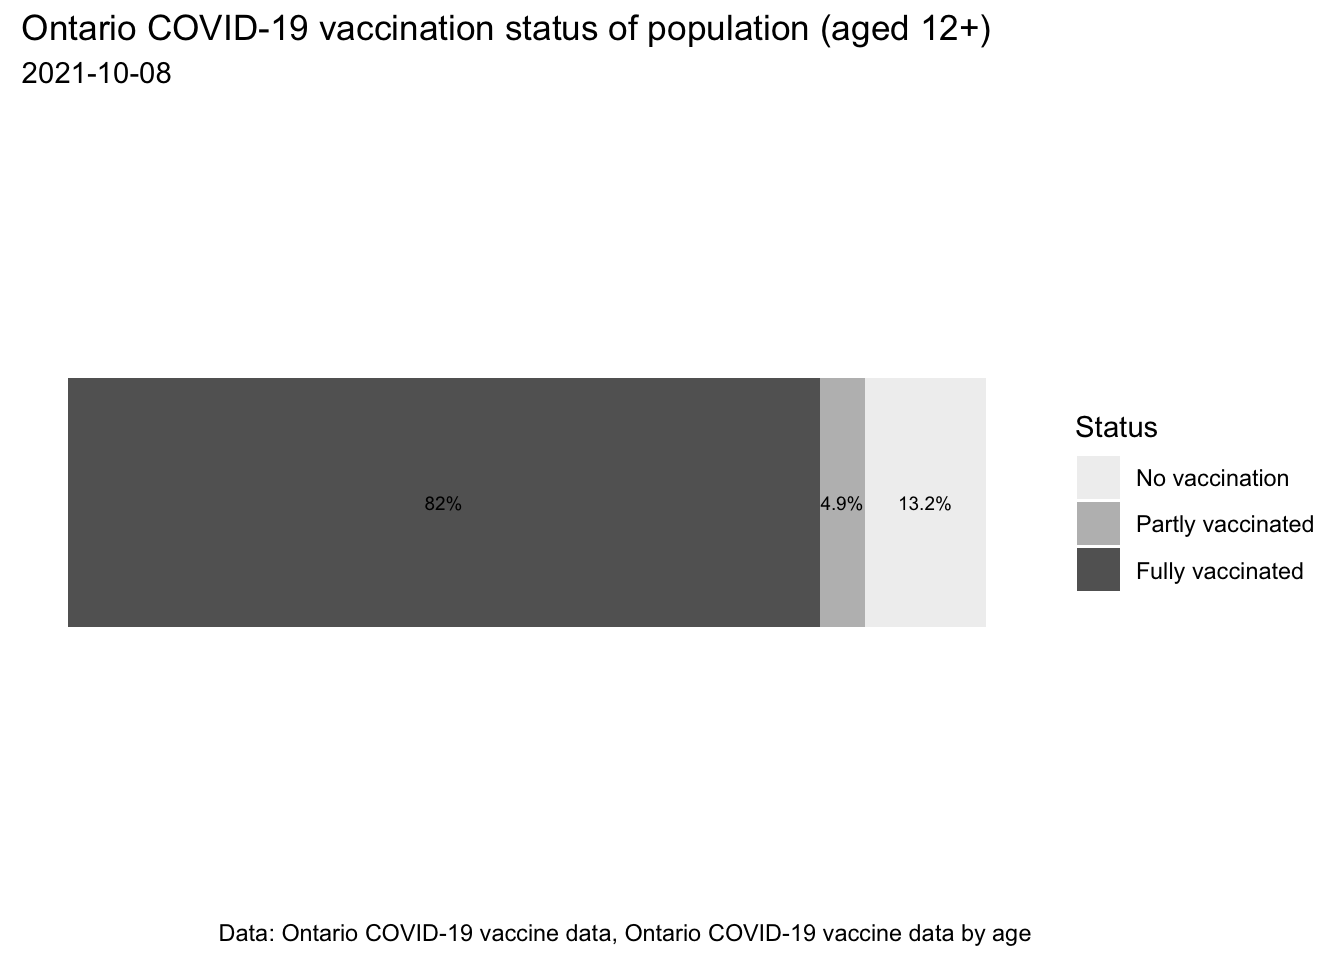 Ontario COVID-19 vaccination status of population (aged 12+)
2021-10-08
82%
4.9%
13.2%
Status
No vaccination
Partly vaccinated
Fully vaccinated
Data: Ontario COVID-19 vaccine data, Ontario COVID-19 vaccine data by age